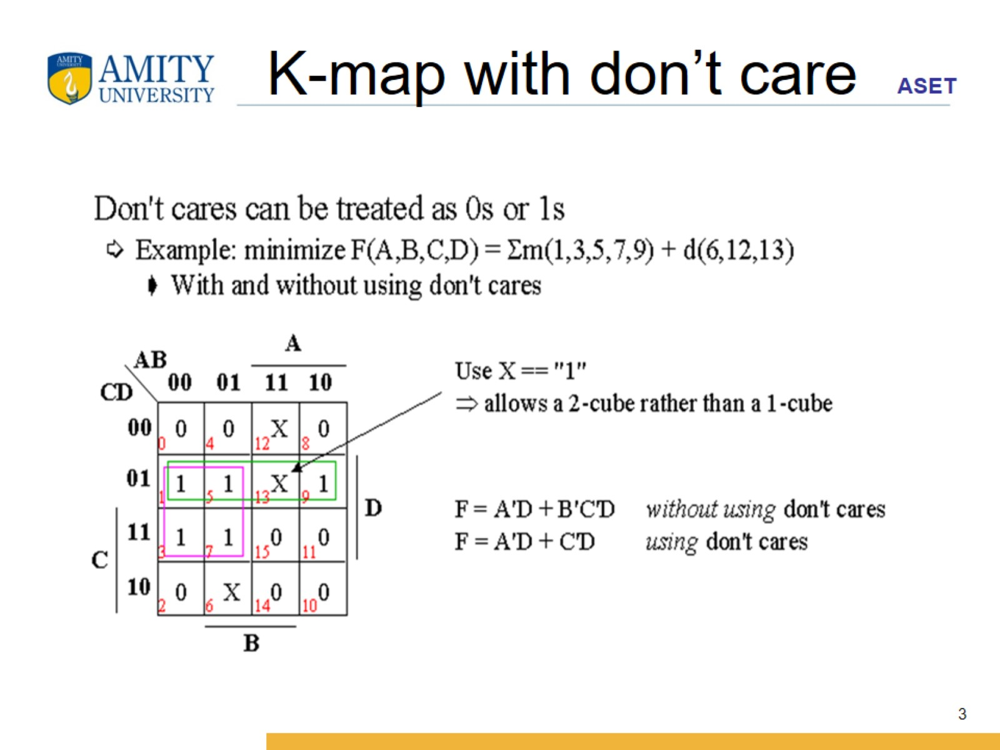 AMITY
UNIVERSITY
AMITY
UNIVERSITY
K-map with don’t care
ASET
Don't cares can be treated as 0s or 1s
➪ Example: minimize F(A,B,C,D) = Σm(1,3,5,7,9) + d(6,12,13)
➧ With and without using don't cares
A
AB
00 01 11 10
CD
00 0 0 X 0
0 4 12 8
01 1 1 X 1
1 5 13 9
11 1 1 0 0
3 7 15 11
10 0 X 0 0
2 6 14 10
C
D
B
Use X == "1"
⇒ allows a 2-cube rather than a 1-cube
F = A'D + B'C'D without using don't cares
F = A'D + C'D using don't cares
3